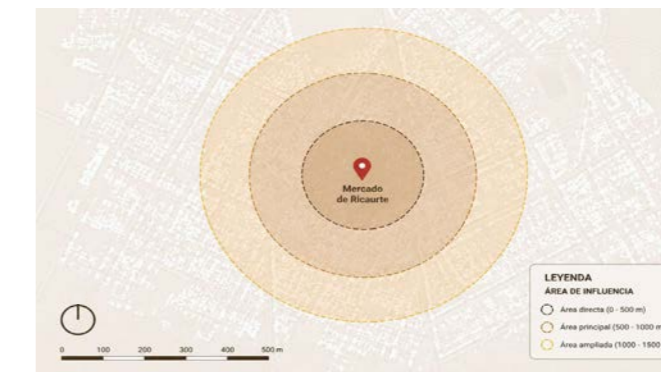 Mercado
de Ricaurte
LEYENDA
ÁREA DE INFLUENCIA
Área directa (0 - 500 m)
Área principal (500 - 1000 m
Área ampliada (1000 - 1500
0 100 200 300 400 500 m